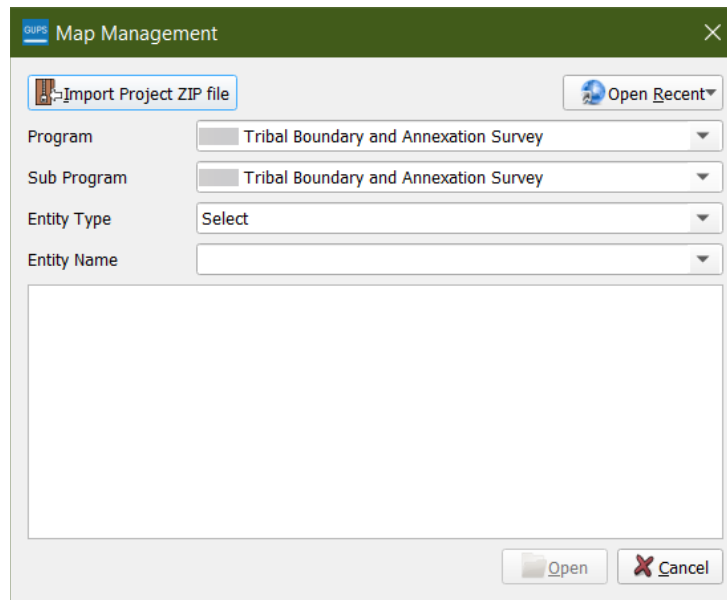 GUPS Map Management
Import Project ZIP file Open Recent
Program Tribal Boundary and Annexation Survey
Sub Program Tribal Boundary and Annexation Survey
Entity Type Select
Entity Name
Open Cancel